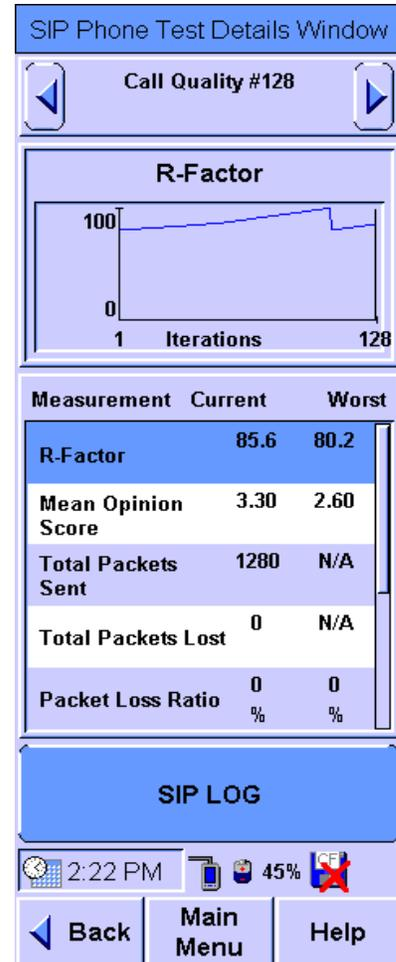 SIP Phone Test Details Window
Call Quality #128
R-Factor
100
0
1 Iterations 128
Measurement Current Worst
R-Factor 85.6 80.2
Mean Opinion Score 3.30 2.60
Total Packets Sent 1280 N/A
Total Packets Lost 0 N/A
Packet Loss Ratio 0 % 0 %
SIP LOG
2:22 PM 45% CF
Back Main Menu Help